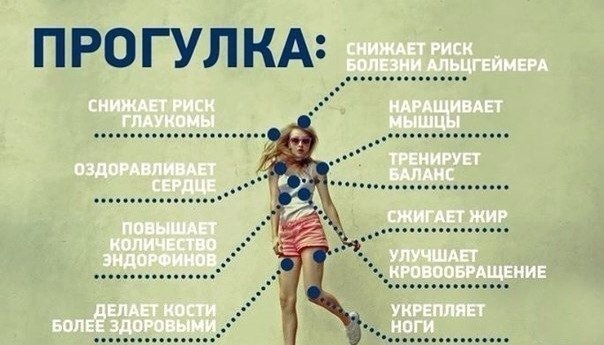 ПРОГУЛКА:
СНИЖАЕТ РИСК
БОЛЕЗНИ АЛЬЦГЕЙМЕРА
СНИЖАЕТ РИСК
ГЛАУКОМЫ
НАРАЩИВАЕТ
МЫШЦЫ
ОЗДОРАВЛИВАЕТ
СЕРДЦЕ
ТРЕНИРУЕТ
БАЛАНС
ПОВЫШАЕТ
КОЛИЧЕСТВО
ЭНДОРФИНОВ
СЖИГАЕТ ЖИР
УЛУЧШАЕТ
КРОВООБРАЩЕНИЕ
ДЕЛАЕТ КОСТИ
БОЛЕЕ ЗДОРОВЫМИ
УКРЕПЛЯЕТ
НОГИ